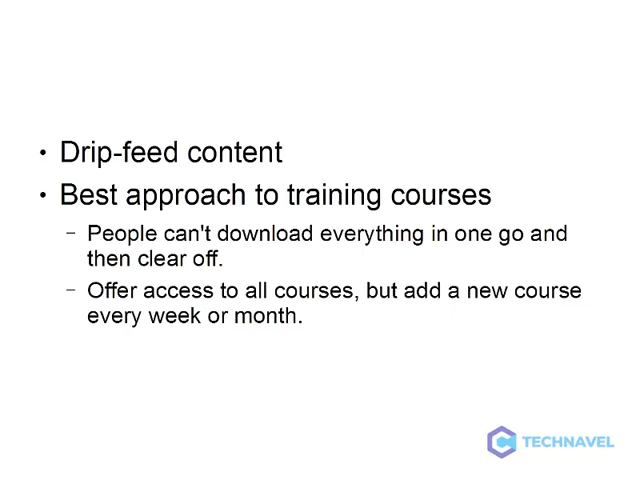 • Drip-feed content
• Best approach to training courses
– People can't download everything in one go and
then clear off.
– Offer access to all courses, but add a new course
every week or month.
TECHNAVEL